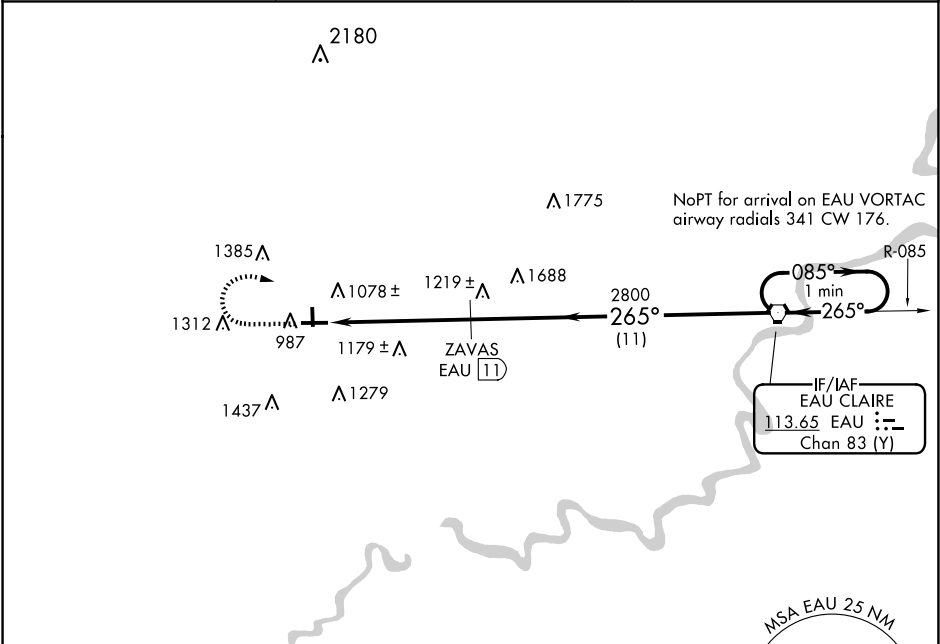 2180
1775
NoPT for arrival on EAU VORTAC
airway radials 341 CW 176.
R-085
1385
085°
1 min
265°
1078 ±
1219 ±
1688
2800
265°
(11)
1312
987
1179 ±
ZAVAS
EAU 11
1437
1279
IF/IAF
EAU CLAIRE
113.65 EAU
Chan 83 (Y)
MSA EAU 25 NM